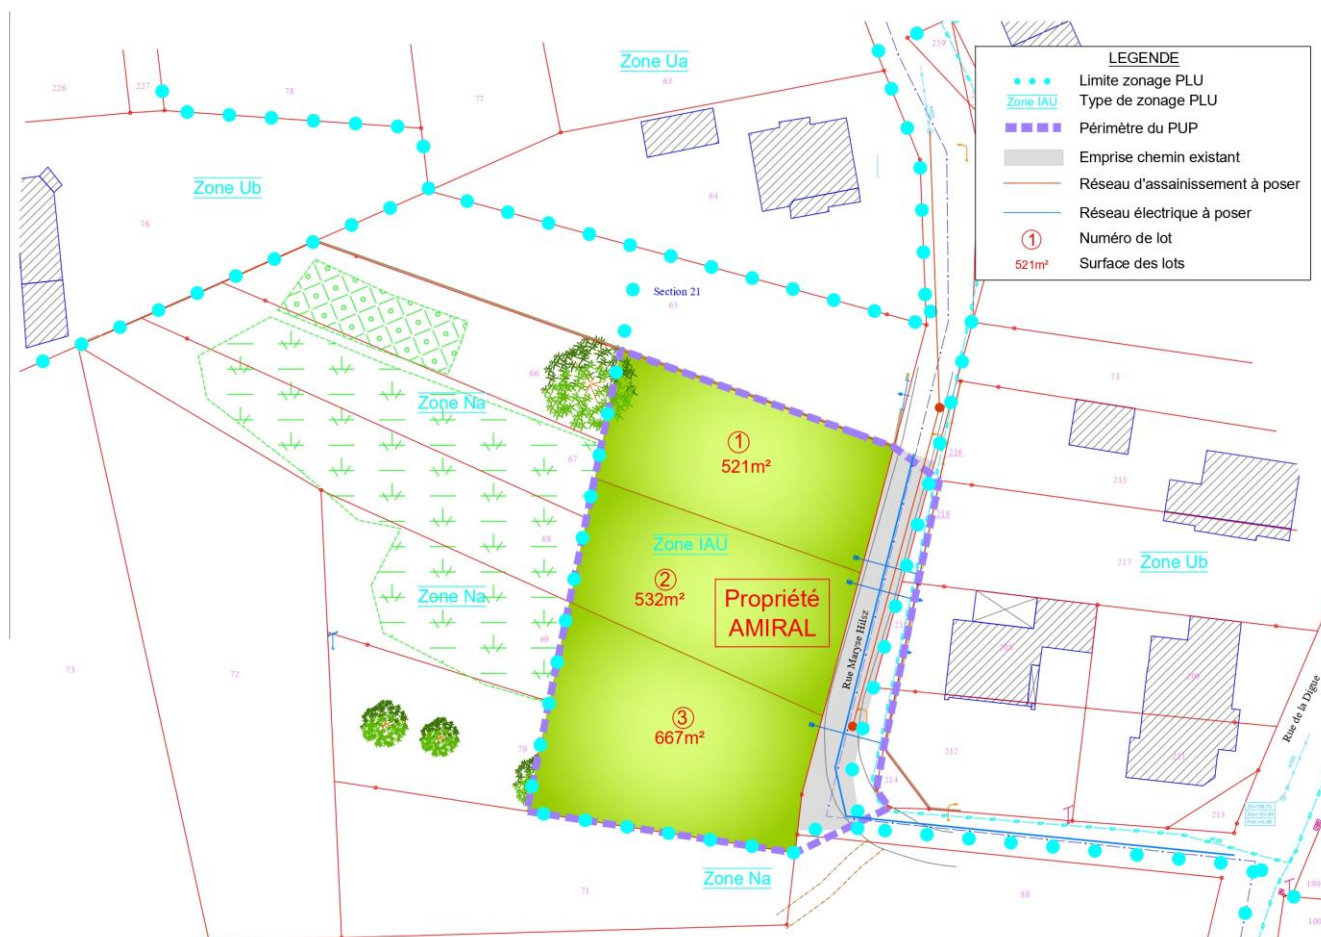 LEGENDE
Limite zonage PLU
Zone IAU
Type de zonage PLU
Périmètre du PUP
Emprise chemin existant
Réseau d'assainissement à poser
Réseau électrique à poser
1
Numéro de lot
521m²
Surface des lots
259
Zone Ua
63
226
227
78
77
Zone Ub
76
64
Section 21
65
66
Zone Na
73
1
521m²
67
216
215
218
68
Zone IAU
217
Zone Ub
2
532m²
Propriété
AMIRAL
Zone Na
69
Rue Maryse Hilsz
73
72
3
667m²
70
212
211
Rue de la Digue
214
213
71
Zone Na
88
190